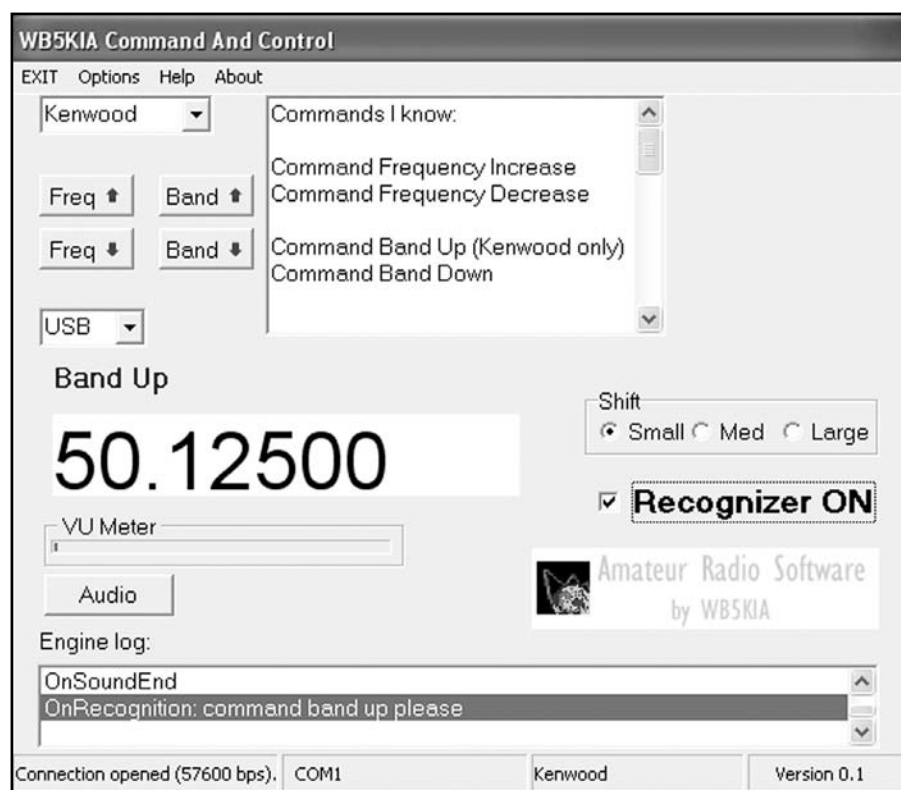 WB5KIA Command And Control
EXIT Options Help About
Kenwood
Commands I know:
Command Frequency Increase
Command Frequency Decrease
Command Band Up (Kenwood only)
Command Band Down
Freq Band
Freq Band
USB
Band Up
50.12500
Shift
Small Med Large
Recognizer ON
VU Meter
Audio
Amateur Radio Software
by WB5KIA
Engine log:
OnSoundEnd
OnRecognition: command band up please
Connection opened (57600 bps). COM1 Kenwood Version 0.1